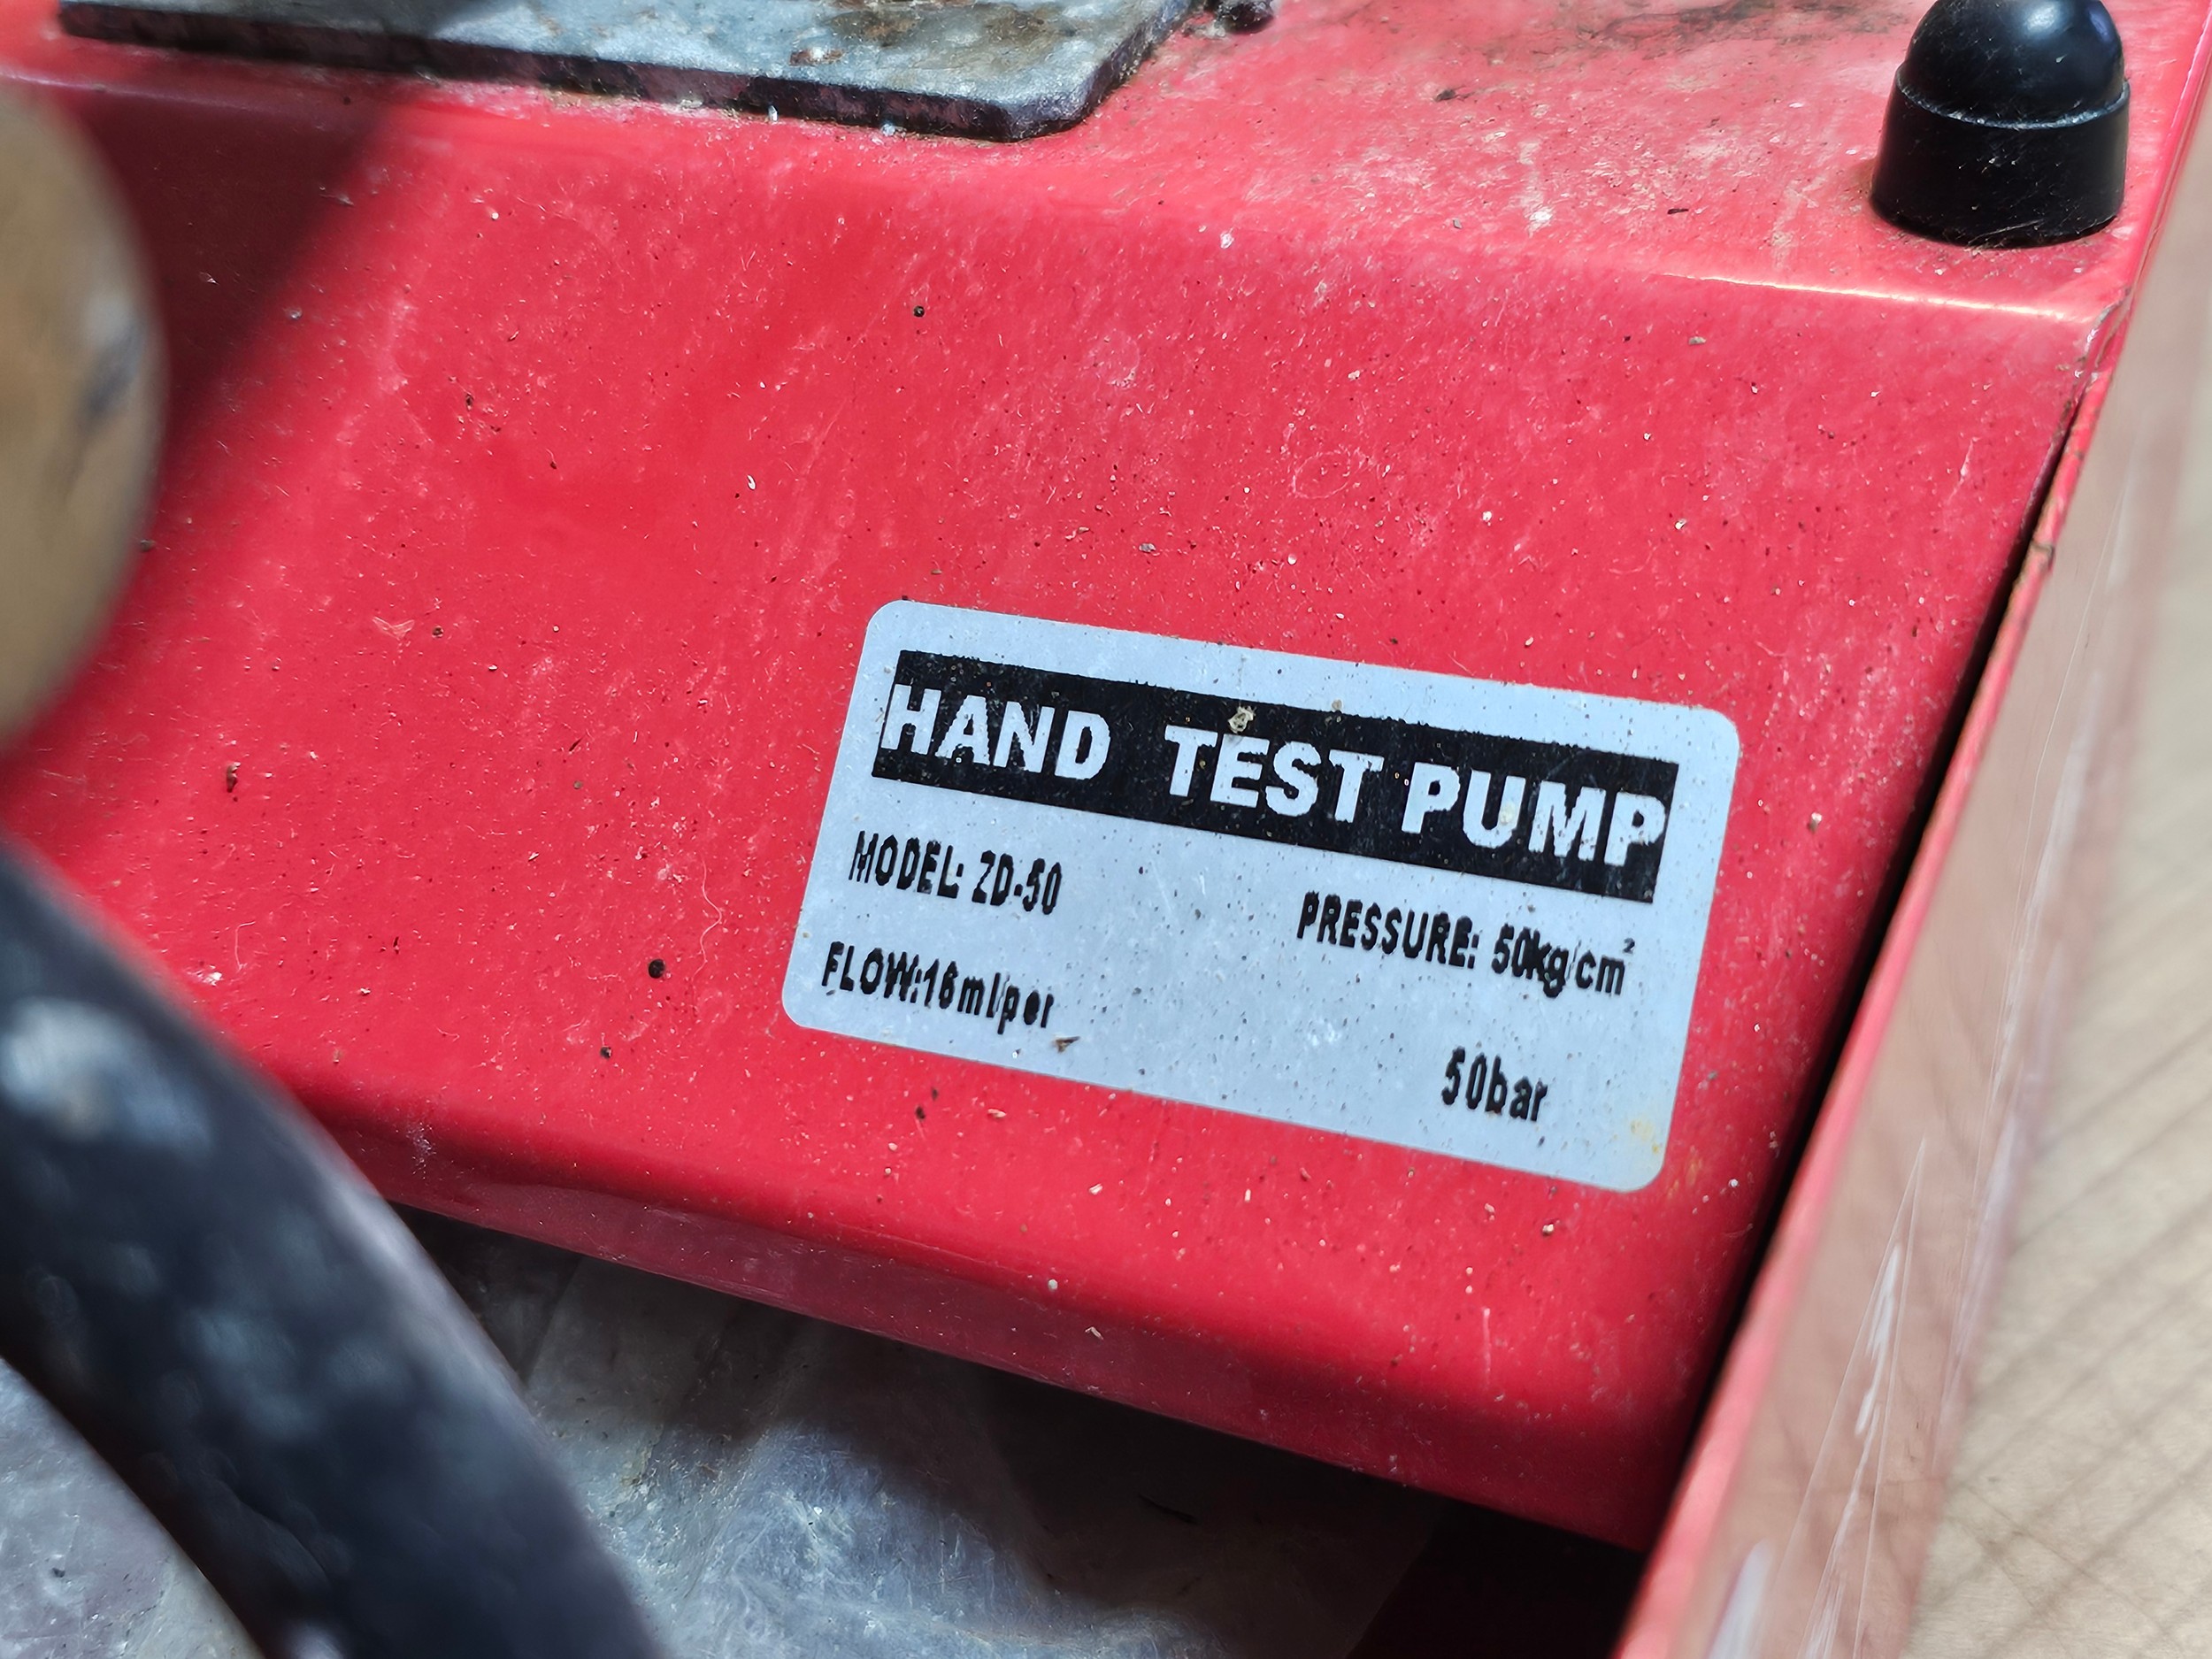 HAND TEST PUMP
MODEL: ZD-50
PRESSURE: 50kg/cm²
FLOW:16ml/per
50bar